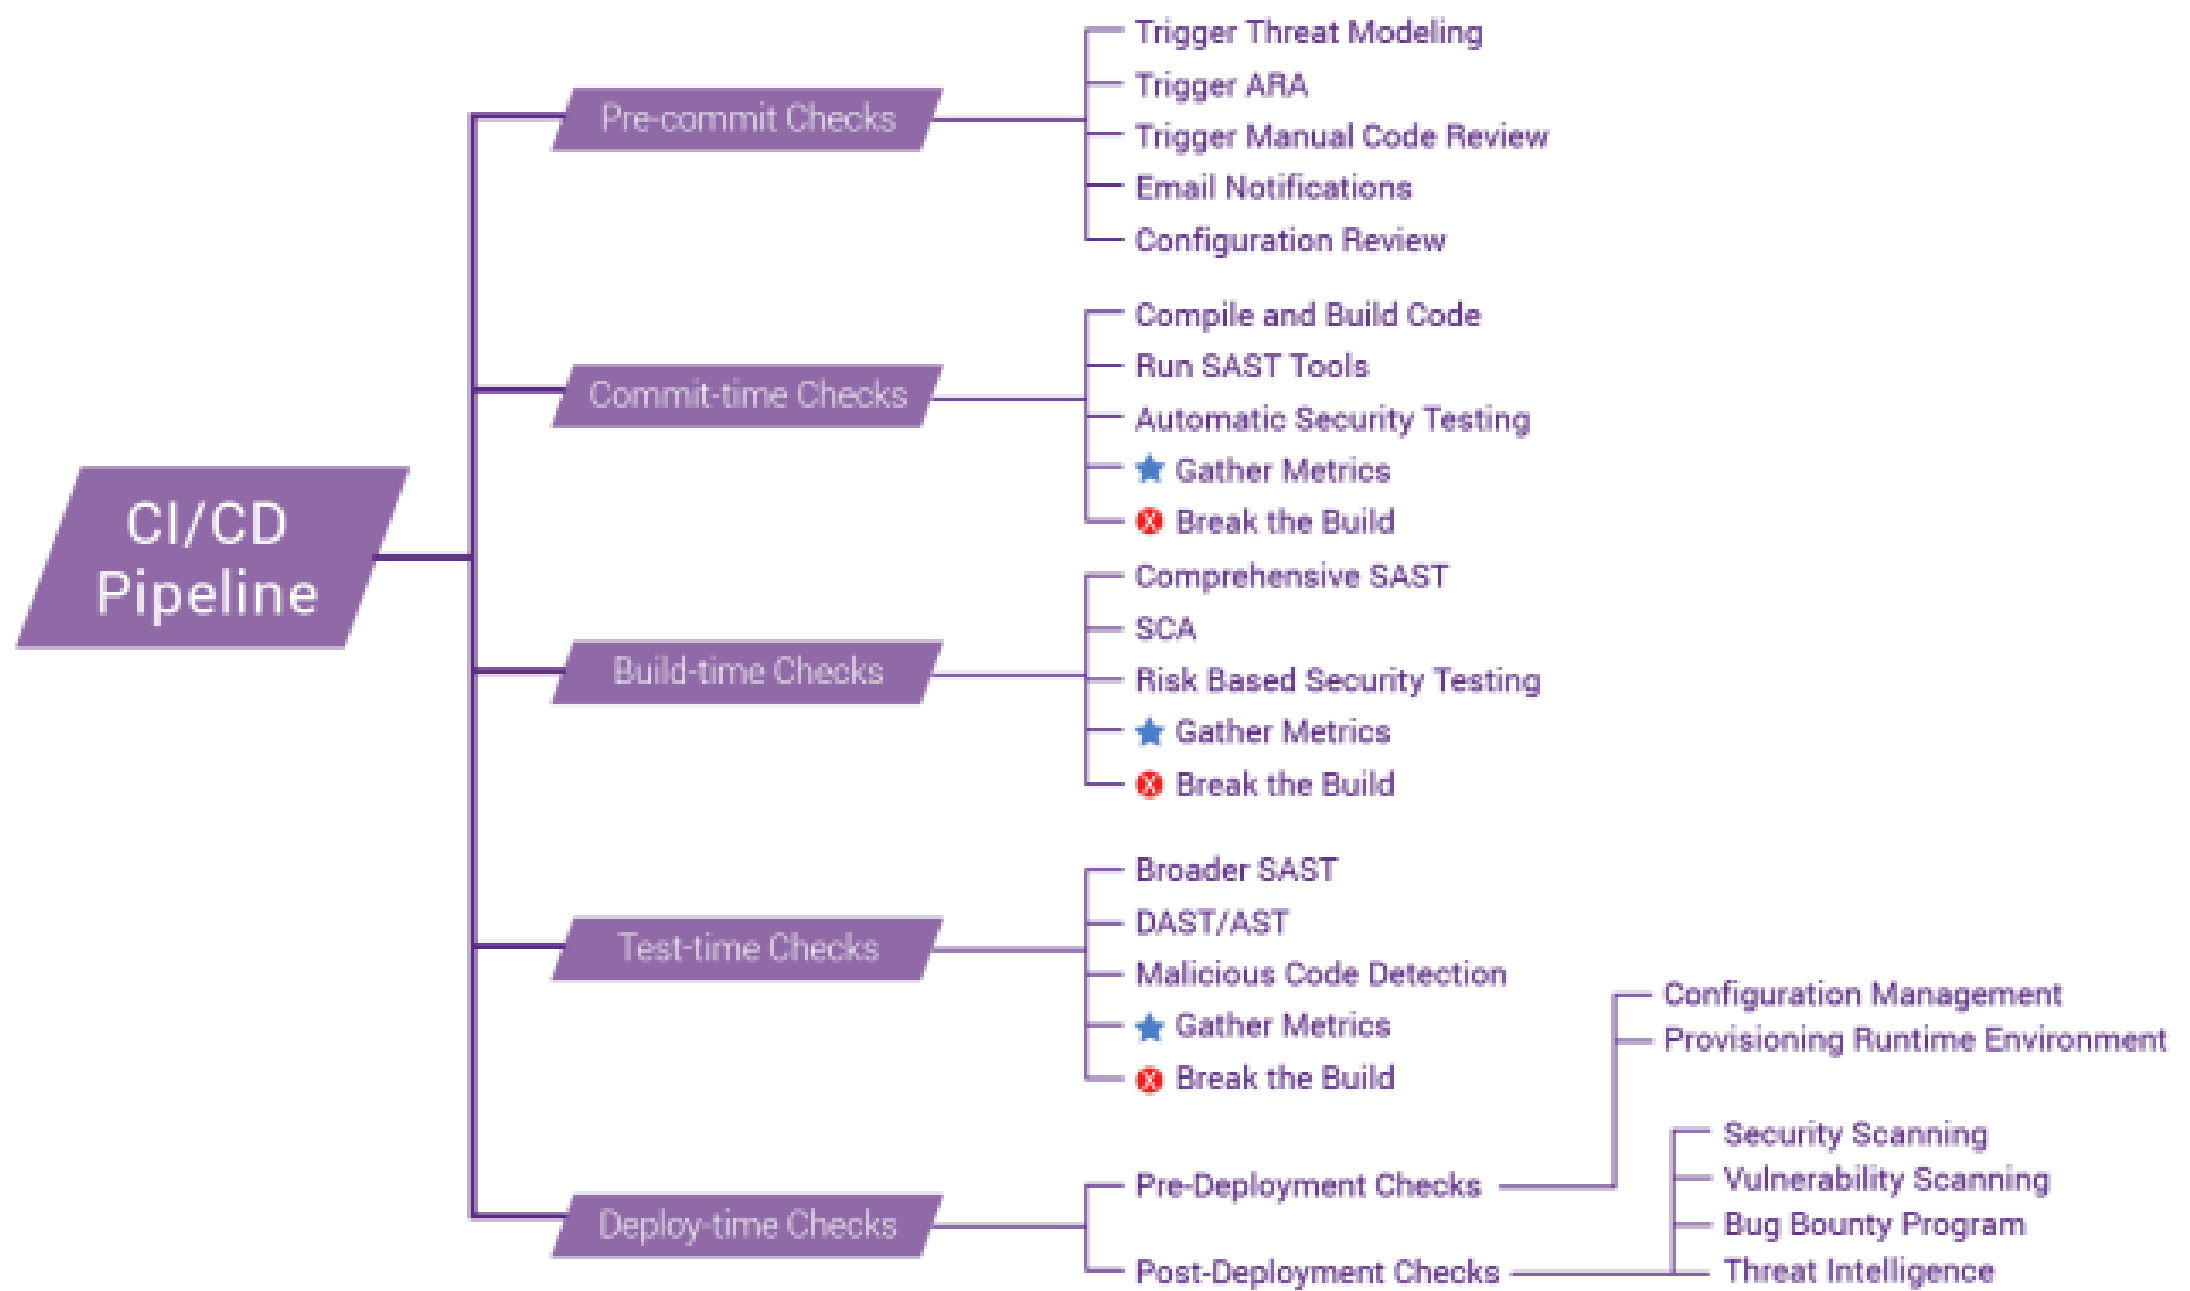 CI/CD
Pipeline
Pre-commit Checks
Trigger Threat Modeling
Trigger ARA
Trigger Manual Code Review
Email Notifications
Configuration Review
Commit-time Checks
Compile and Build Code
Run SAST Tools
Automatic Security Testing
Gather Metrics
Break the Build
Build-time Checks
Comprehensive SAST
SCA
Risk Based Security Testing
Gather Metrics
Break the Build
Test-time Checks
Broader SAST
DAST/AST
Malicious Code Detection
Gather Metrics
Break the Build
Deploy-time Checks
Pre-Deployment Checks
Configuration Management
Provisioning Runtime Environment
Post-Deployment Checks
Security Scanning
Vulnerability Scanning
Bug Bounty Program
Threat Intelligence